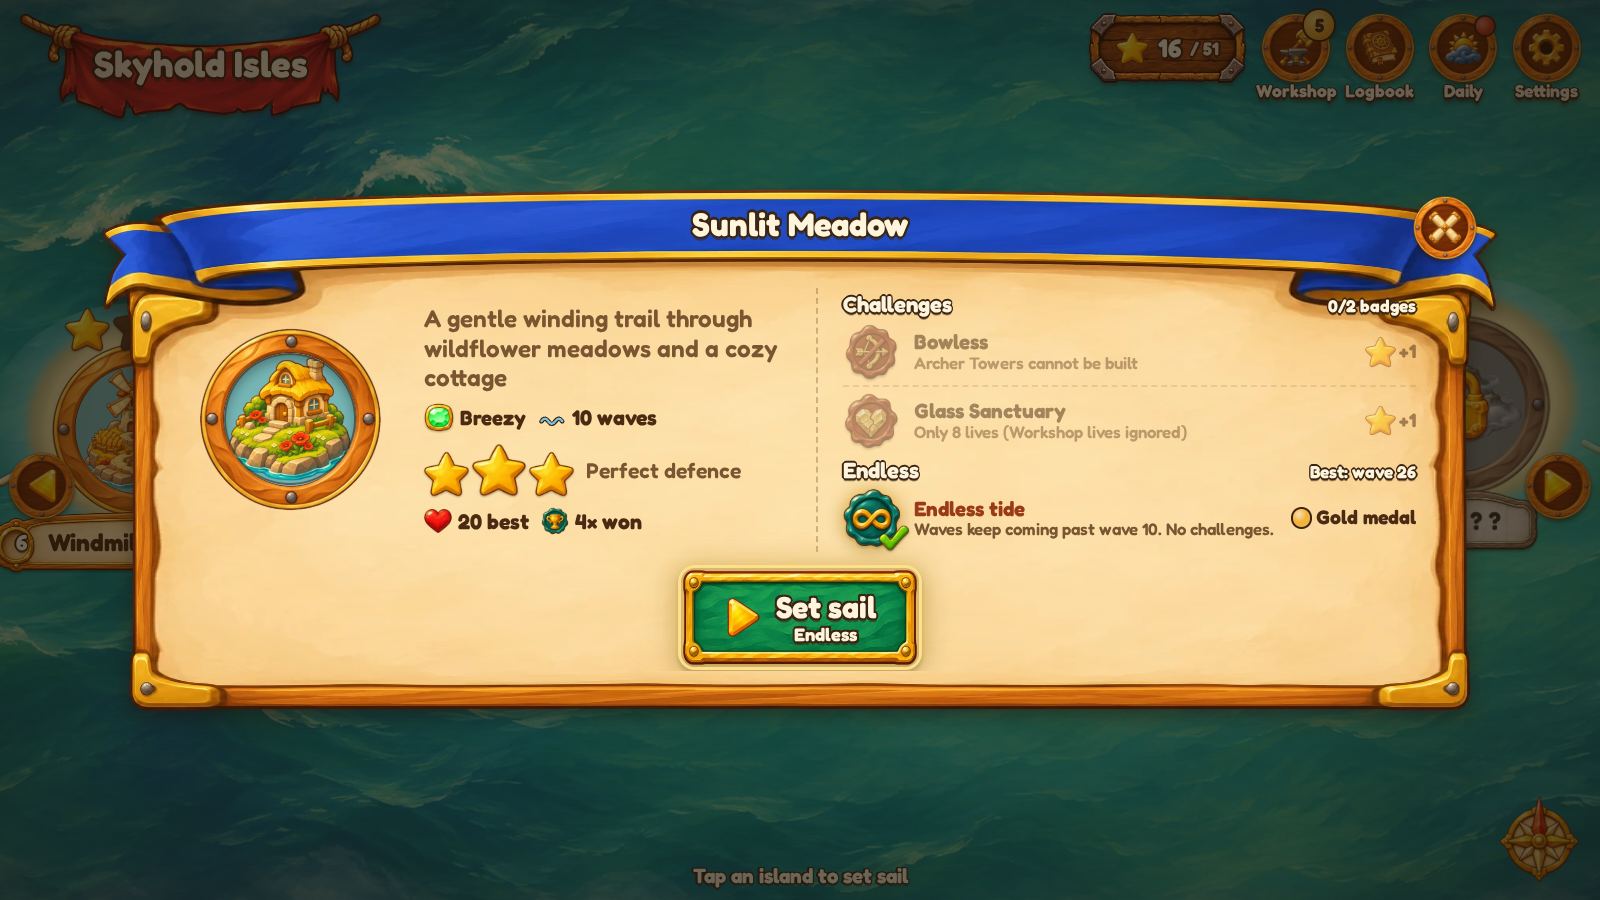 Skyhold Isles
16 / 51
5
Workshop
Logbook
Daily
Settings
Sunlit Meadow
A gentle winding trail through
wildflower meadows and a cozy
cottage
Breezy
10 waves
Perfect defence
20 best
4x won
Challenges
0/2 badges
Bowless
Archer Towers cannot be built
+1
Glass Sanctuary
Only 8 lives (Workshop lives ignored)
+1
Endless
Best: wave 26
Endless tide
Waves keep coming past wave 10. No challenges.
Gold medal
Set sail
Endless
6
? ?
Tap an island to set sail